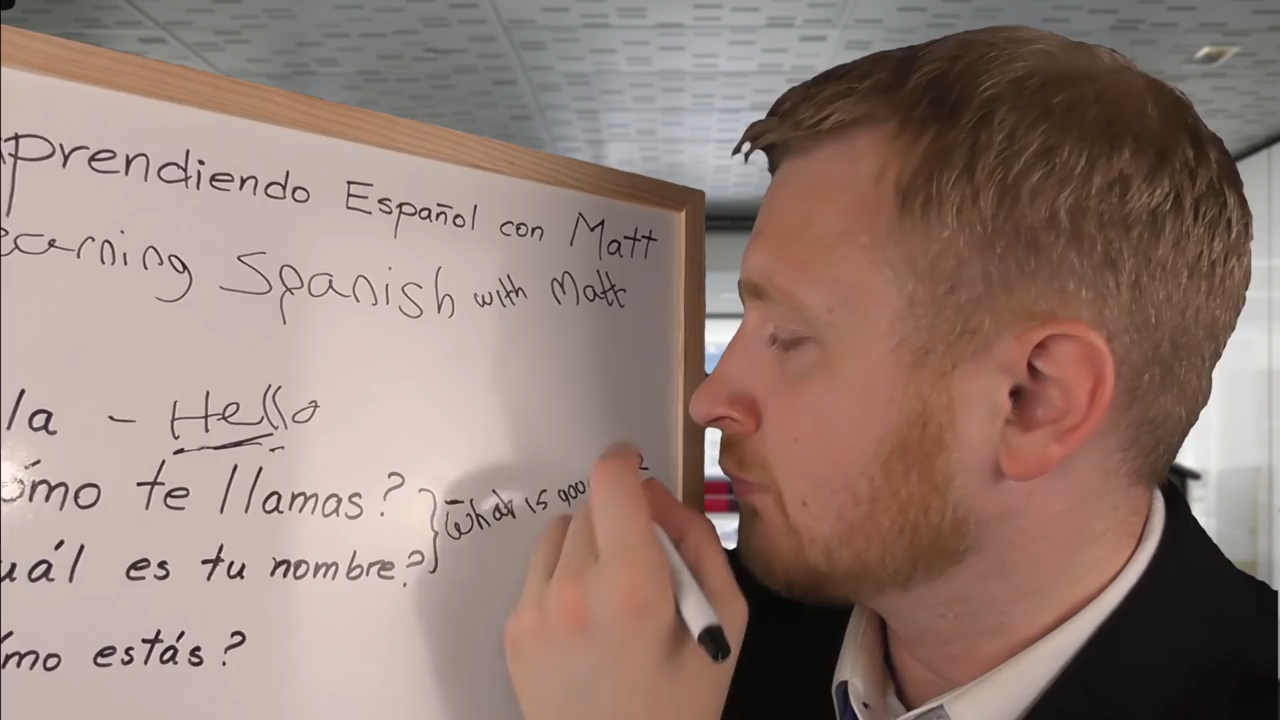 prendiendo Español con Matt
earning Spanish with Matt
la - Hello
ómo te llamas?
uál es tu nombre?
What is
ómo estás?